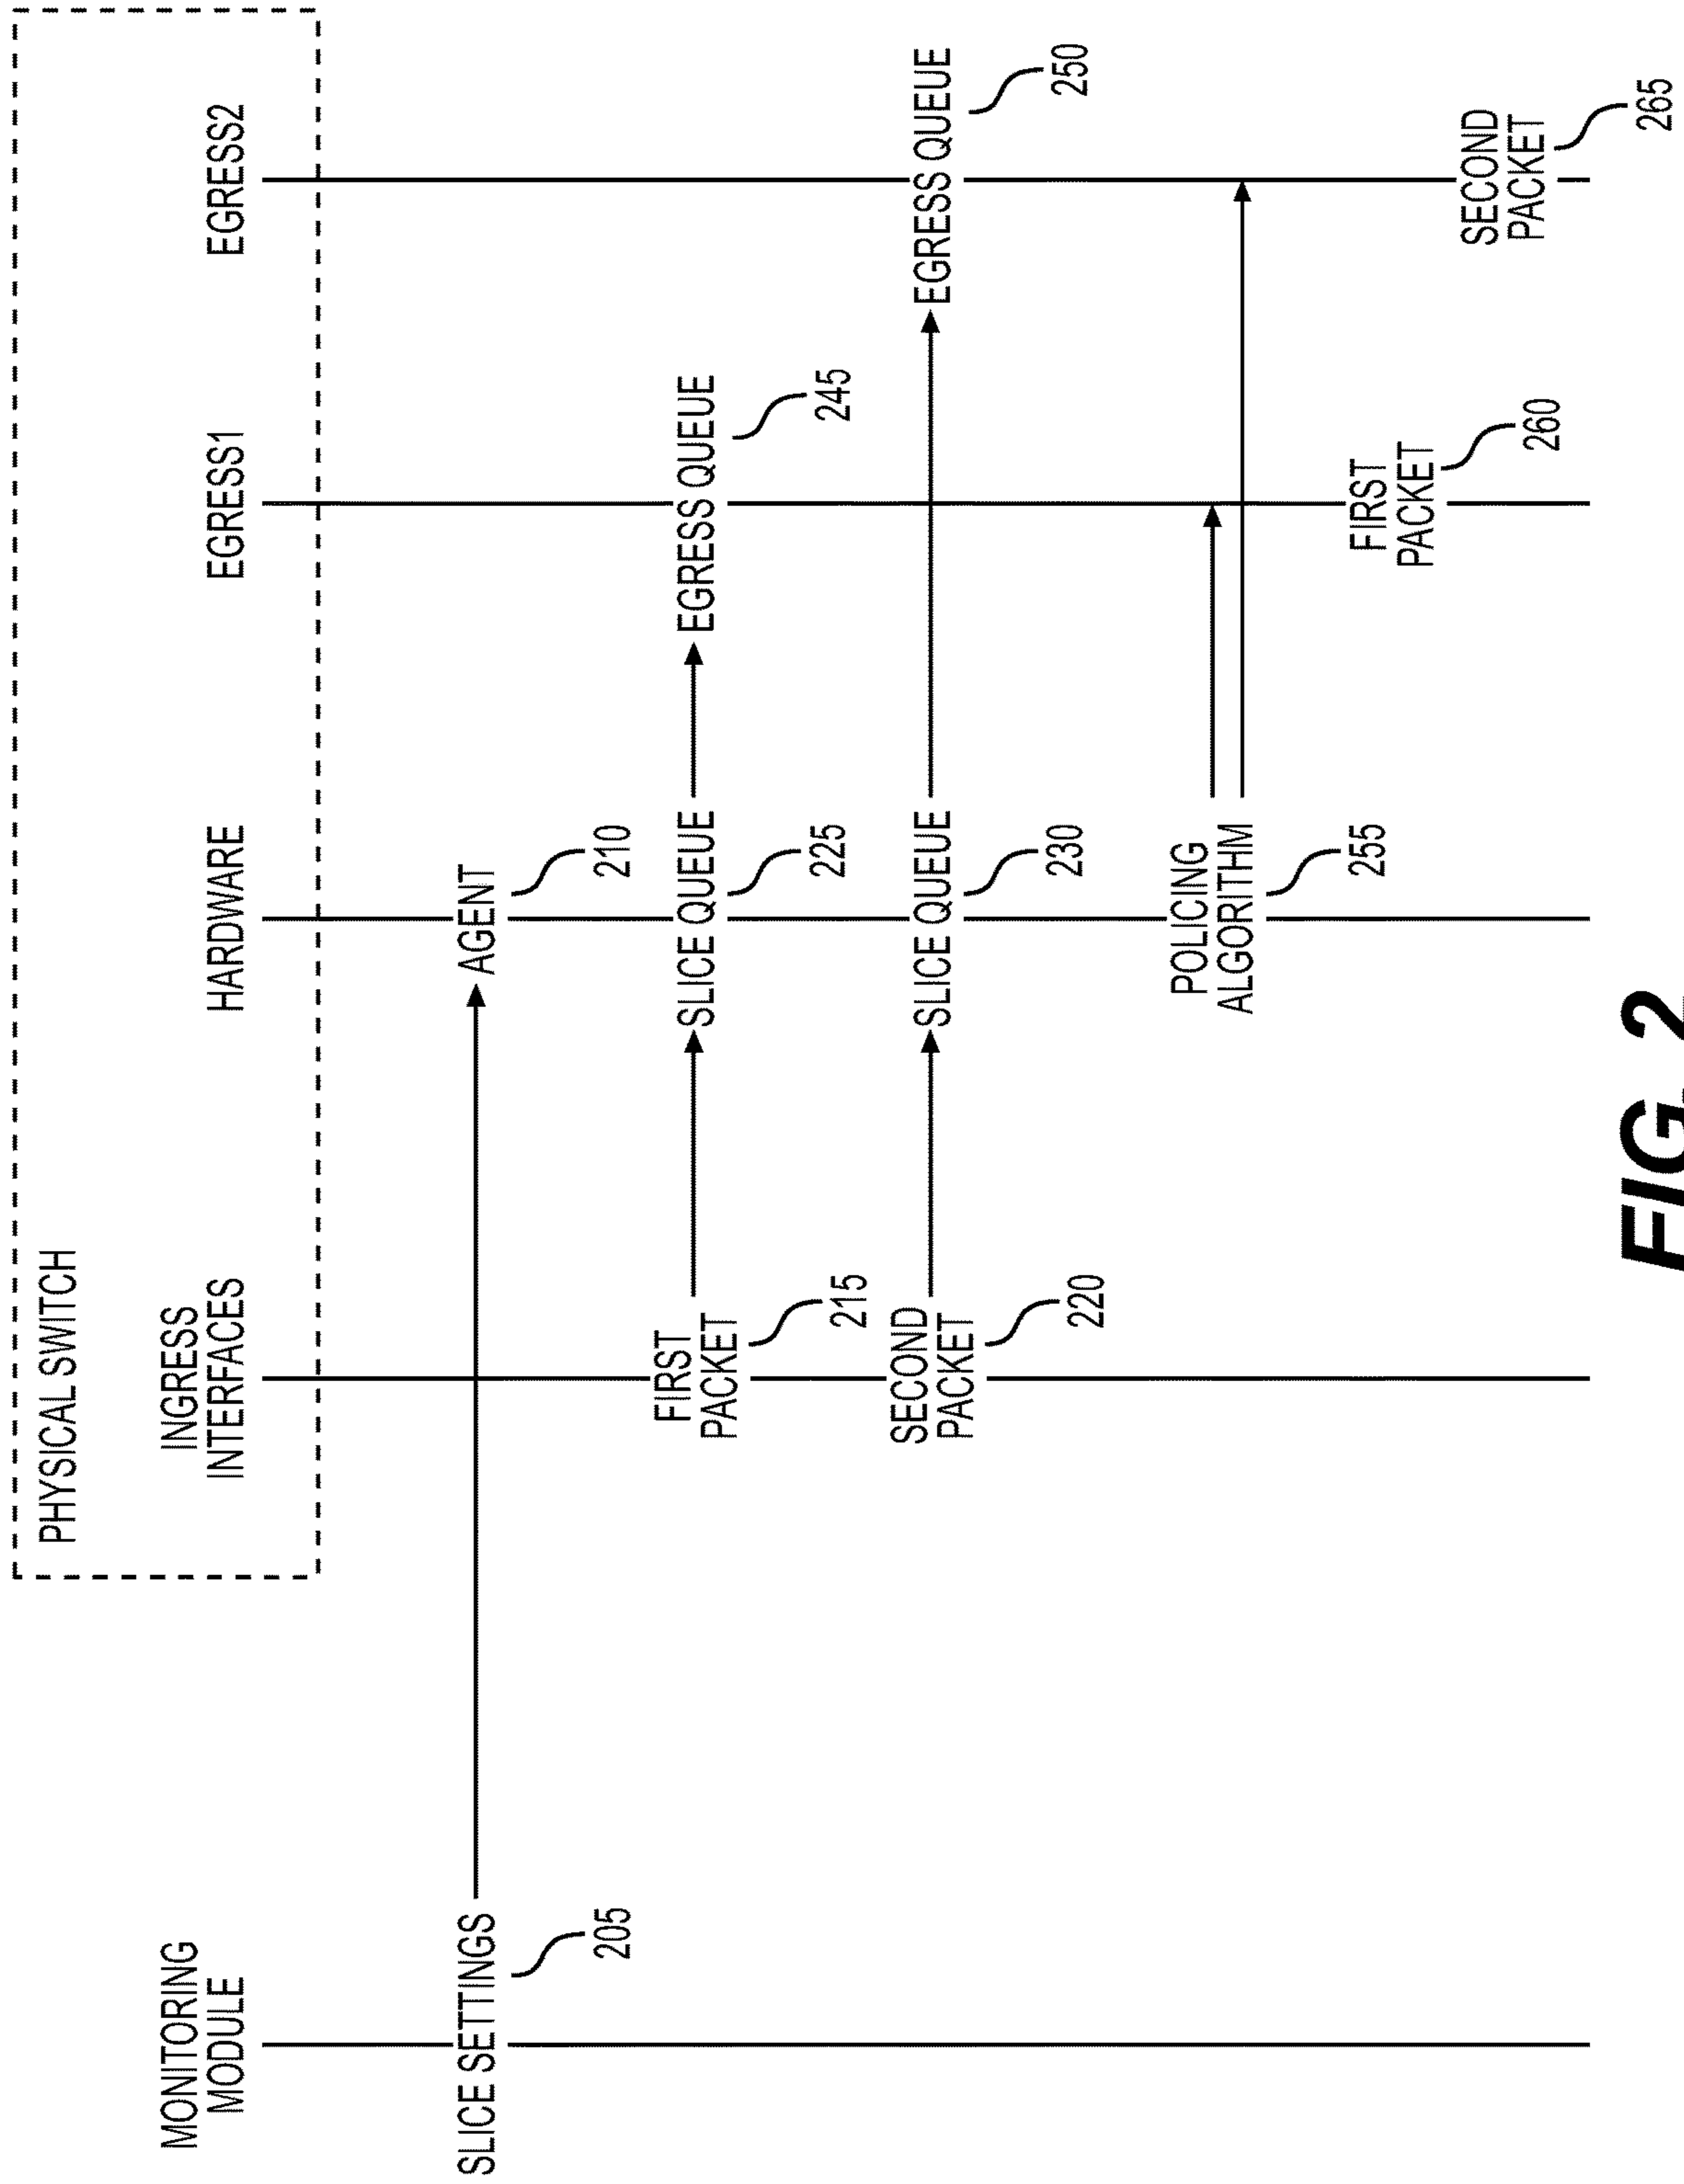 PHYSICAL SWITCH
MONITORING
MODULE
INGRESS
INTERFACES
HARDWARE
EGRESS1
EGRESS2
SLICE SETTINGS
205
AGENT
210
FIRST
PACKET
215
SLICE QUEUE
225
EGRESS QUEUE
245
SECOND
PACKET
220
SLICE QUEUE
230
EGRESS QUEUE
250
POLICING
ALGORITHM
255
FIRST
PACKET
260
SECOND
PACKET
265
FIG. 2